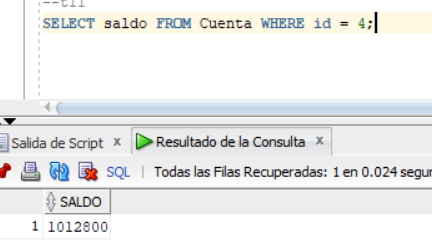 --t11
SELECT saldo FROM Cuenta WHERE id = 4;
Salida de Script x Resultado de la Consulta x
SQL | Todas las Filas Recuperadas: 1 en 0.024
SALDO
1 1012800